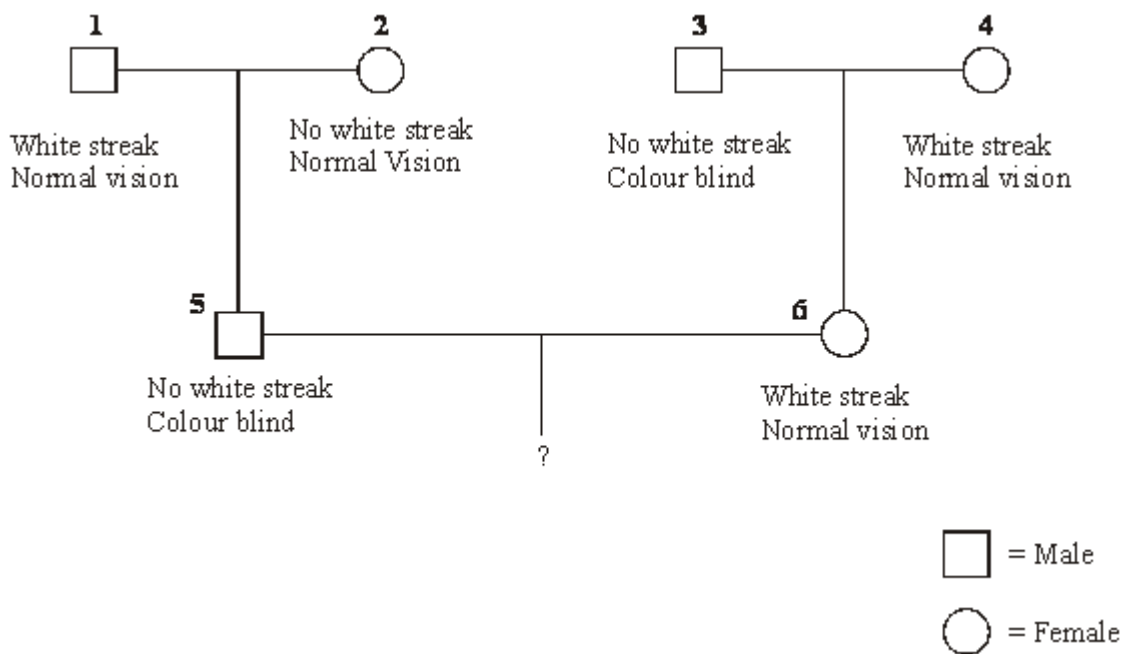 1
2
3
4
White streak
Normal vision
No white streak
Normal Vision
No white streak
Colour blind
White streak
Normal vision
5
6
No white streak
Colour blind
White streak
Normal vision
?
= Male
= Female